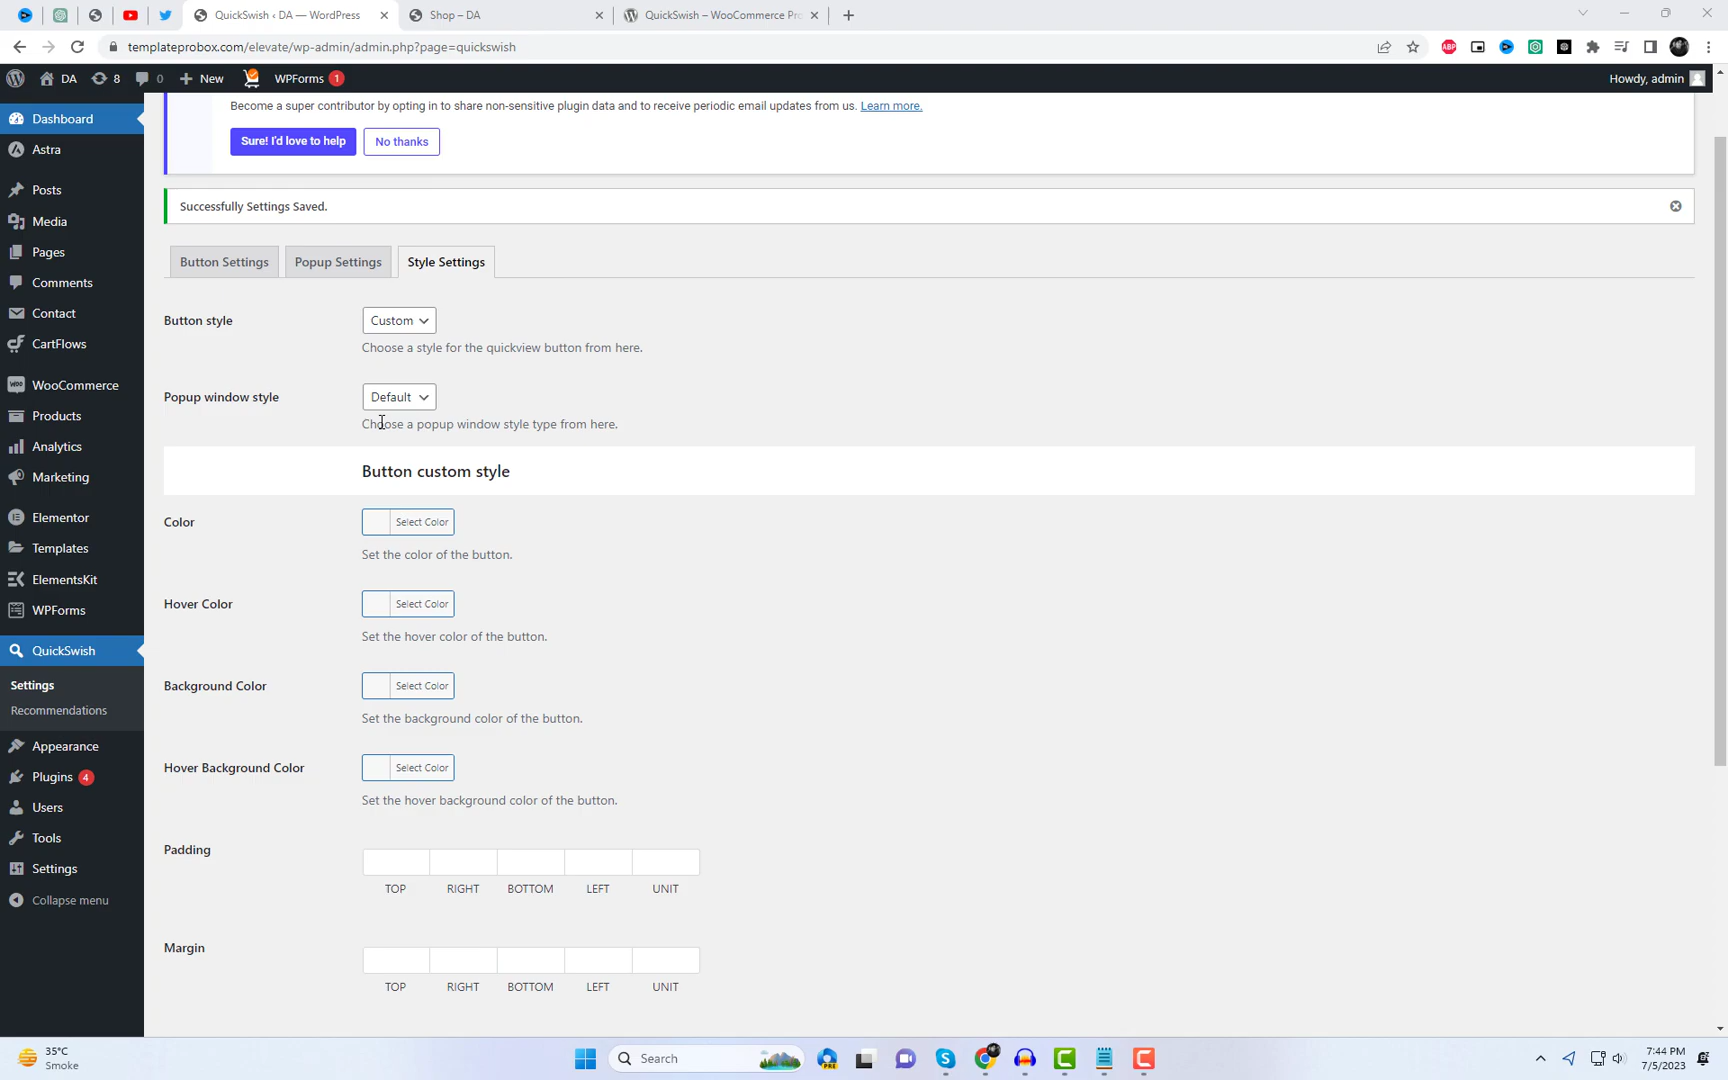 QuickSwish ‹ DA — WordPress
Shop – DA
QuickSwish – WooCommerce Pr
templateprobox.com/elevate/wp-admin/admin.php?page=quickswish
ABP
DA
8
0
New
WPForms 1
Howdy, admin
Dashboard
Astra
Posts
Media
Pages
Comments
Contact
CartFlows
WooCommerce
Products
Analytics
Marketing
Elementor
Templates
ElementsKit
WPForms
QuickSwish
Settings
Recommendations
Appearance
Plugins 4
Users
Tools
Settings
Collapse menu
Become a super contributor by opting in to share non-sensitive plugin data and to receive periodic email updates from us. Learn more.
Sure! I'd love to help
No thanks
Successfully Settings Saved.
Button Settings
Popup Settings
Style Settings
Button style
Custom
Choose a style for the quickview button from here.
Popup window style
Default
Choose a popup window style type from here.
Button custom style
Color
Select Color
Set the color of the button.
Hover Color
Select Color
Set the hover color of the button.
Background Color
Select Color
Set the background color of the button.
Hover Background Color
Select Color
Set the hover background color of the button.
Padding
TOP RIGHT BOTTOM LEFT UNIT
Margin
TOP RIGHT BOTTOM LEFT UNIT
35°C
Smoke
Search
PRE
7:44 PM
7/5/2023